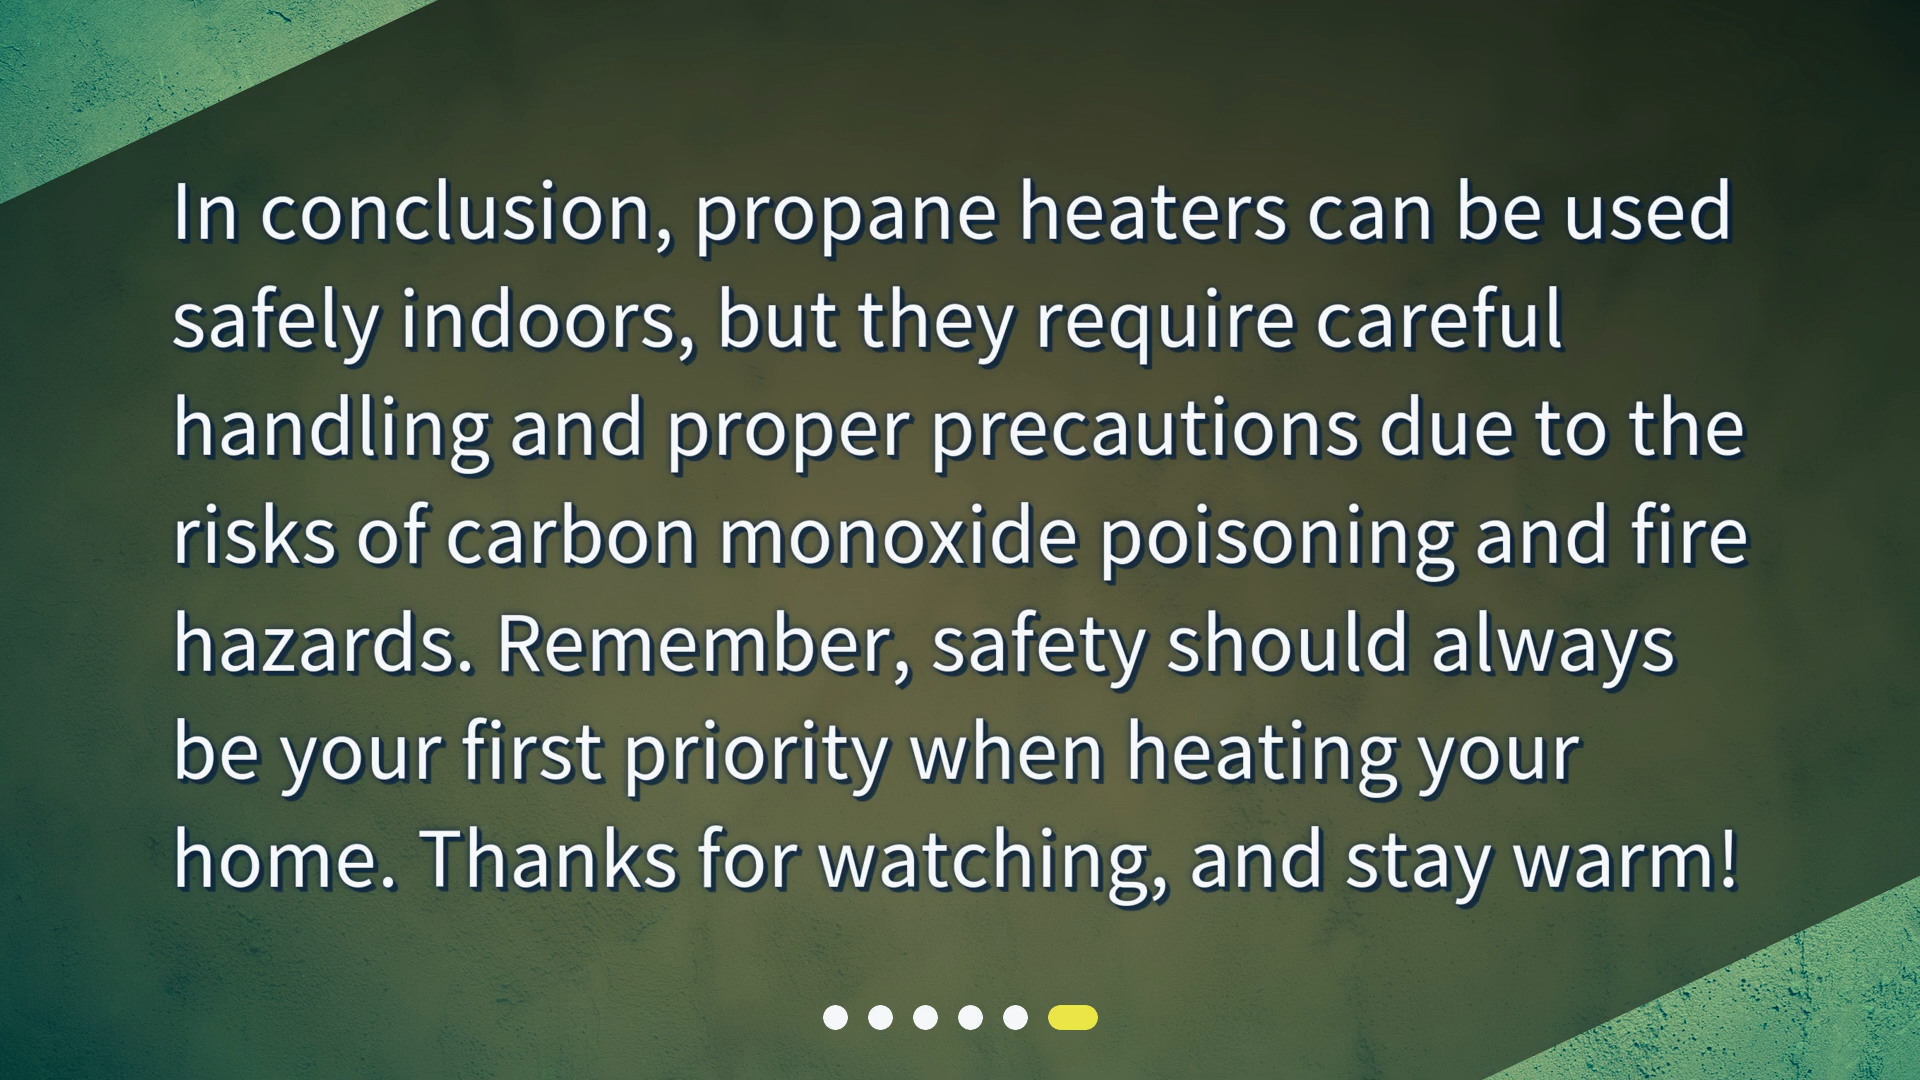 In conclusion, propane heaters can be used
safely indoors, but they require careful
handling and proper precautions due to the
risks of carbon monoxide poisoning and fire
hazards. Remember, safety should always
be your first priority when heating your
home. Thanks for watching, and stay warm!